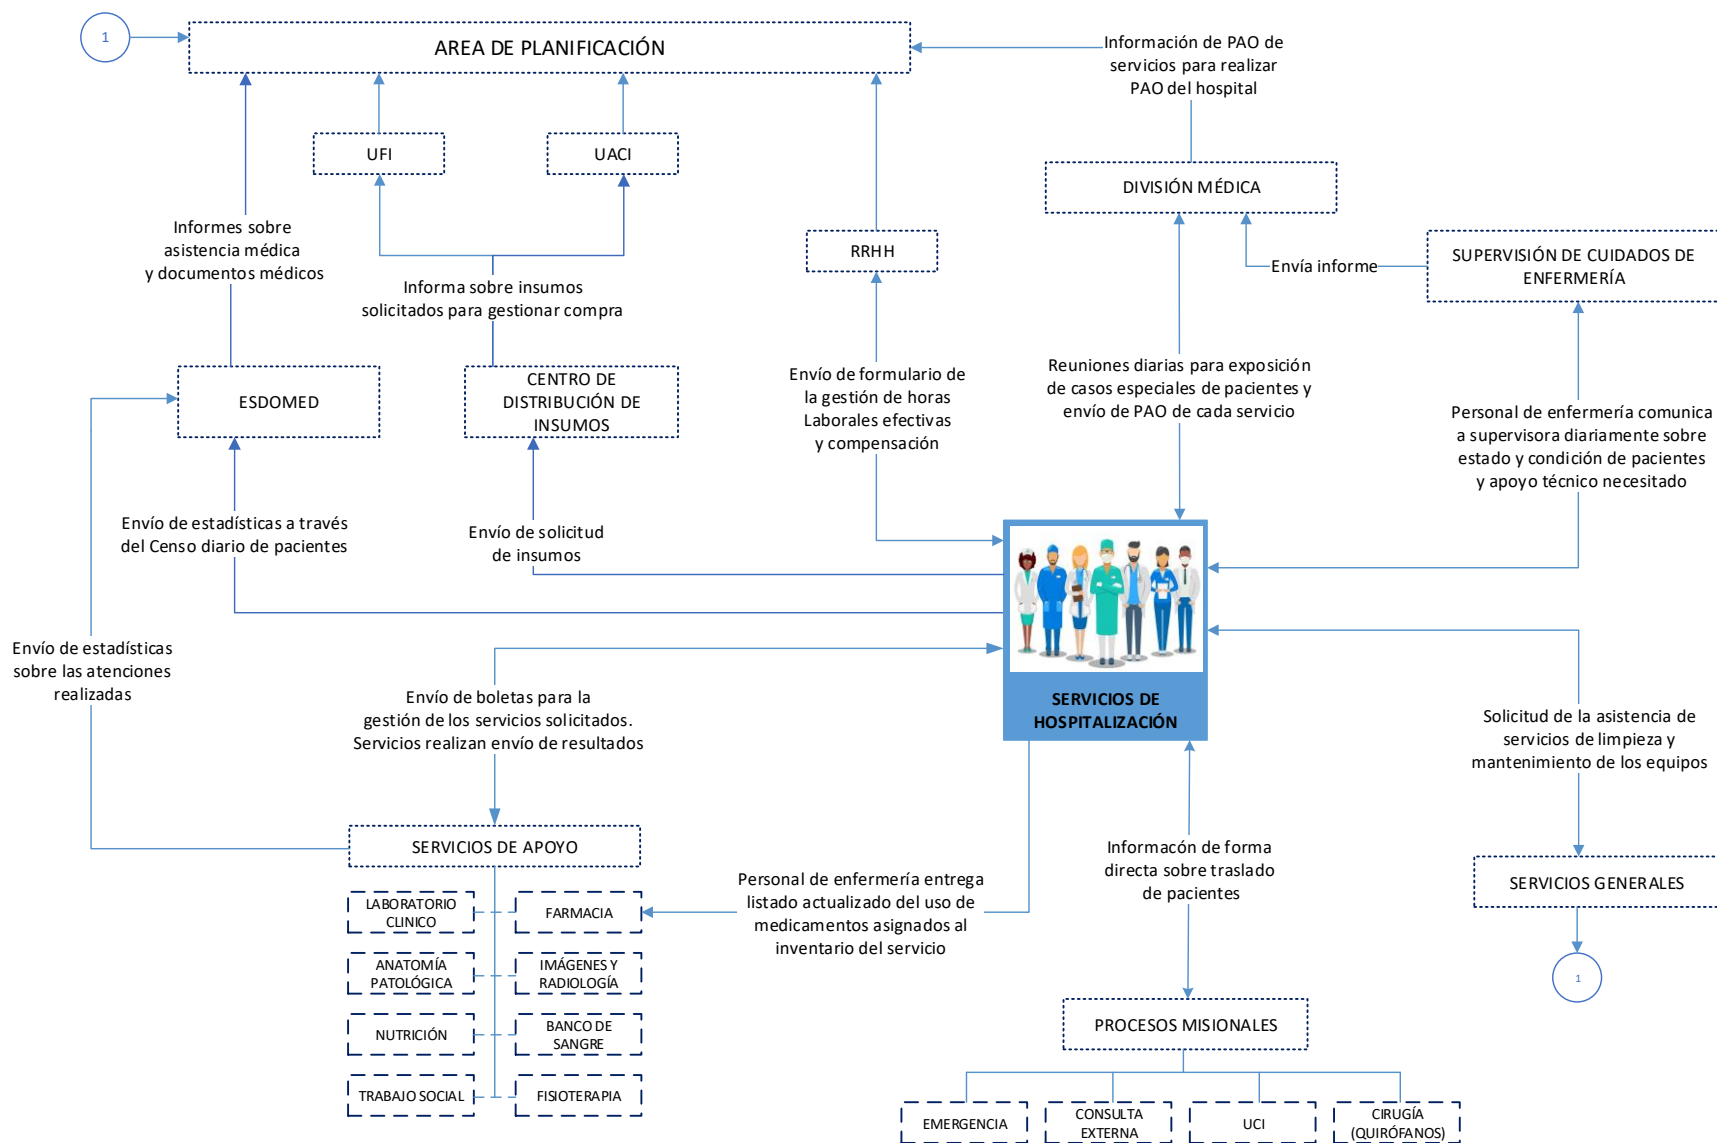 1
AREA DE PLANIFICACIÓN
Información de PAO de
servicios para realizar
PAO del hospital
UFI
UACI
DIVISIÓN MÉDICA
Informes sobre
asistencia médica
y documentos médicos
RRHH
Envía informe
SUPERVISIÓN DE CUIDADOS DE
ENFERMERÍA
Informa sobre insumos
solicitados para gestionar compra
ESDOMED
CENTRO DE
DISTRIBUCIÓN DE
INSUMOS
Envío de formulario de
la gestión de horas
Laborales efectivas
y compensación
Reuniones diarias para exposición
de casos especiales de pacientes y
envío de PAO de cada servicio
Personal de enfermería comunica
a supervisora diariamente sobre
estado y condición de pacientes
y apoyo técnico necesitado
Envío de estadísticas a través
del Censo diario de pacientes
Envío de solicitud
de insumos
Envío de estadísticas
sobre las atenciones
realizadas
Envío de boletas para la
gestión de los servicios solicitados.
Servicios realizan envío de resultados
SERVICIOS DE
HOSPITALIZACIÓN
Solicitud de la asistencia de
servicios de limpieza y
mantenimiento de los equipos
SERVICIOS DE APOYO
Personal de enfermería entrega
listado actualizado del uso de
medicamentos asignados al
inventario del servicio
Informacón de forma
directa sobre traslado
de pacientes
SERVICIOS GENERALES
LABORATORIO
CLINICO
FARMACIA
ANATOMÍA
PATOLÓGICA
IMÁGENES Y
RADIOLOGÍA
1
NUTRICIÓN
BANCO DE
SANGRE
PROCESOS MISIONALES
TRABAJO SOCIAL
FISIOTERAPIA
EMERGENCIA
CONSULTA
EXTERNA
UCI
CIRUGÍA
(QUIRÓFANOS)